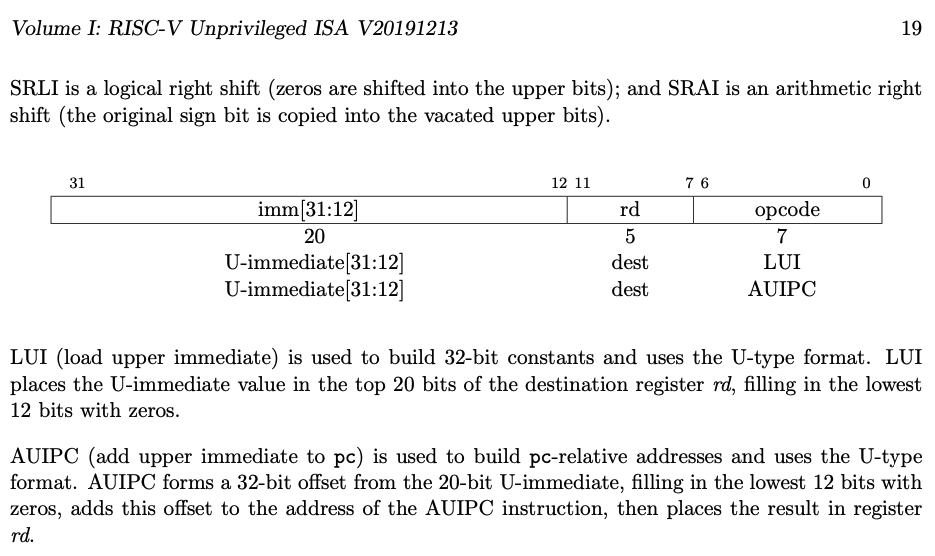 Volume I: RISC-V Unprivileged ISA V20191213 19
SRLI is a logical right shift (zeros are shifted into the upper bits); and SRAI is an arithmetic right
shift (the original sign bit is copied into the vacated upper bits).
31 12 11 7 6 0
imm[31:12] rd opcode
20 5 7
U-immediate[31:12] dest LUI
U-immediate[31:12] dest AUIPC
LUI (load upper immediate) is used to build 32-bit constants and uses the U-type format. LUI
places the U-immediate value in the top 20 bits of the destination register rd, filling in the lowest
12 bits with zeros.
AUIPC (add upper immediate to pc) is used to build pc-relative addresses and uses the U-type
format. AUIPC forms a 32-bit offset from the 20-bit U-immediate, filling in the lowest 12 bits with
zeros, adds this offset to the address of the AUIPC instruction, then places the result in register
rd.